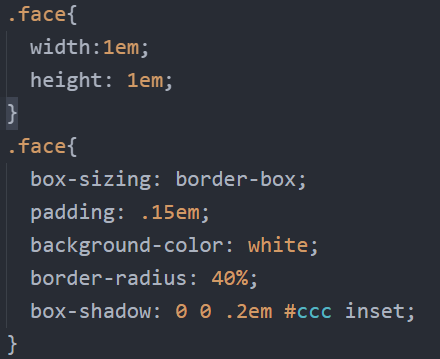 .face{
  width:1em;
  height: 1em;
}
.face{
  box-sizing: border-box;
  padding: .15em;
  background-color: white;
  border-radius: 40%;
  box-shadow: 0 0 .2em #ccc inset;
}